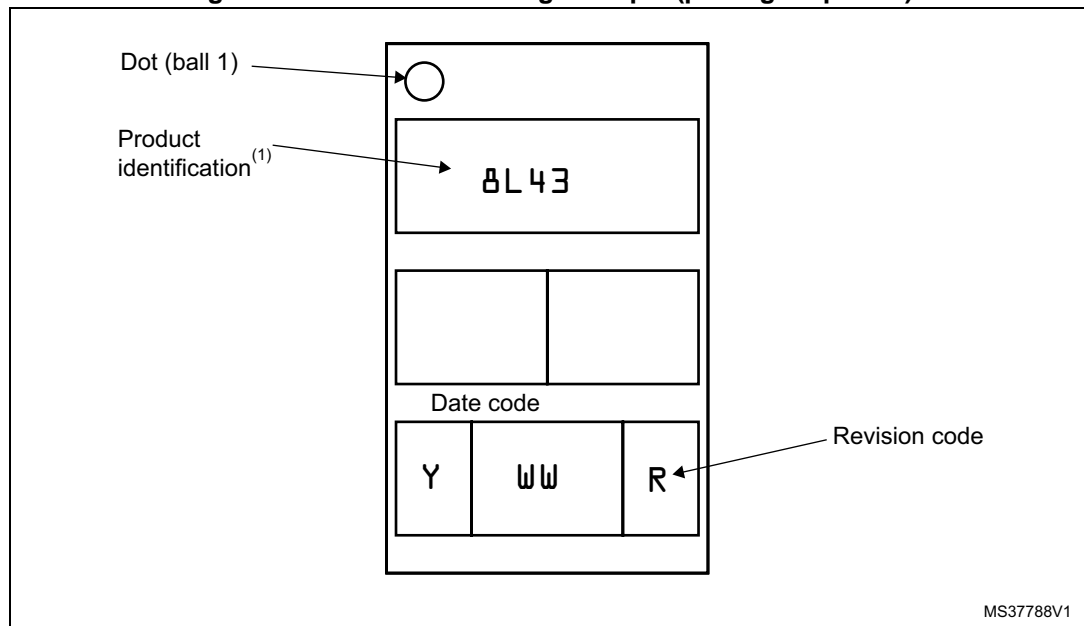 Dot (ball 1)
Product
identification(1)
8L43
Date code
Y WW R
Revision code
MS37788V1